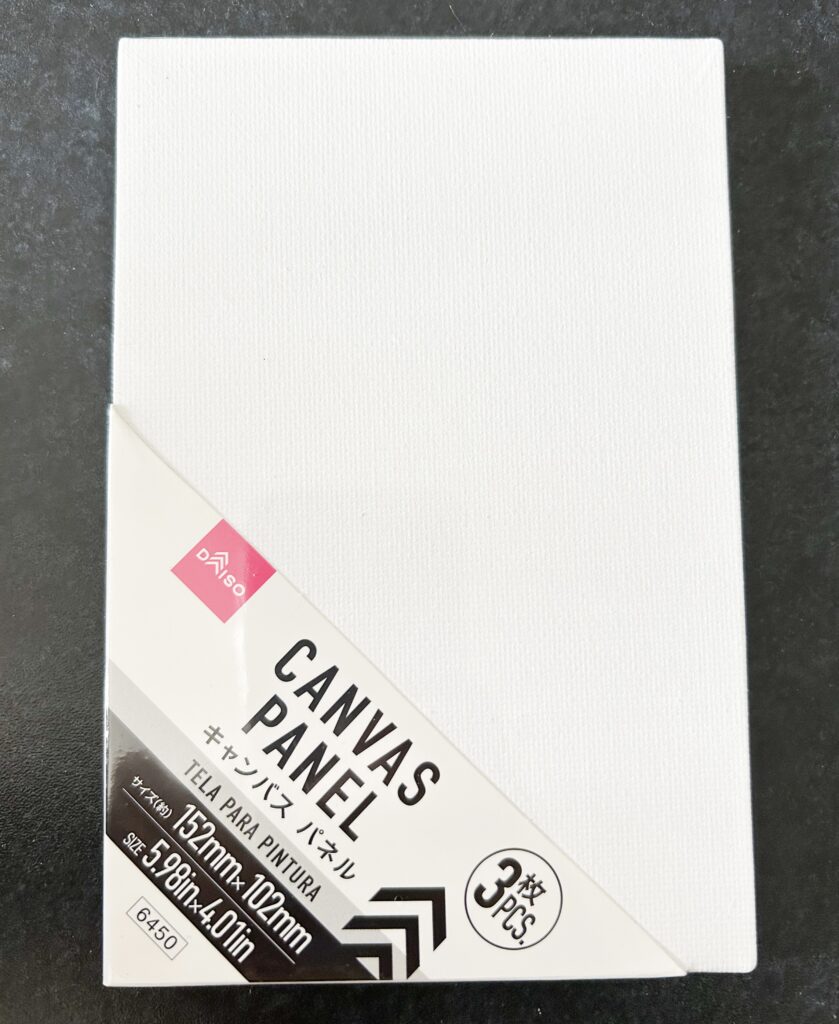 DAISO
CANVAS
PANEL
キャンバス パネル
TELA PARA PINTURA
サイズ(約)
152mm×102mm
SIZE 5.98in×4.01in
6450
3枚
PCS.